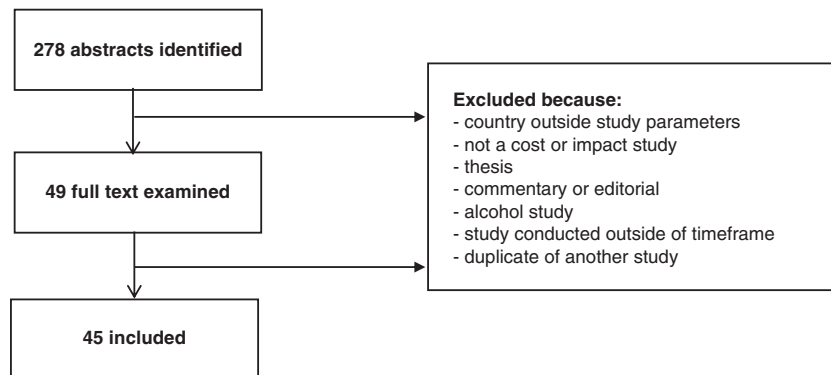 278 abstracts identified
Excluded because:
- country outside study parameters
- not a cost or impact study
- thesis
- commentary or editorial
- alcohol study
- study conducted outside of timeframe
- duplicate of another study
49 full text examined
45 included